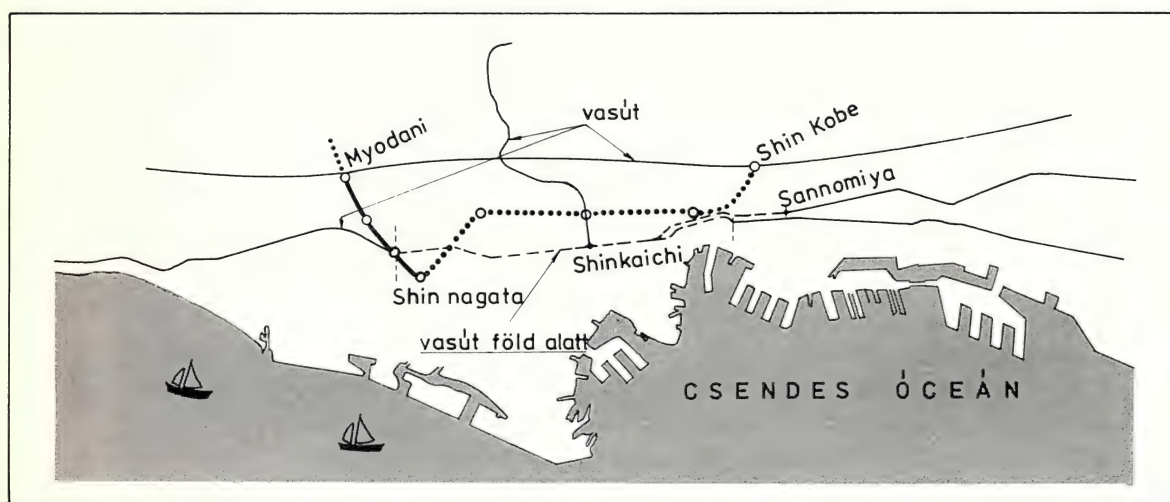 vasút
Myodani
Shin Kobe
Sannomiya
Shinkaichi
Shin nagata
vasút föld alatt
CSENDES ÓCEÁN